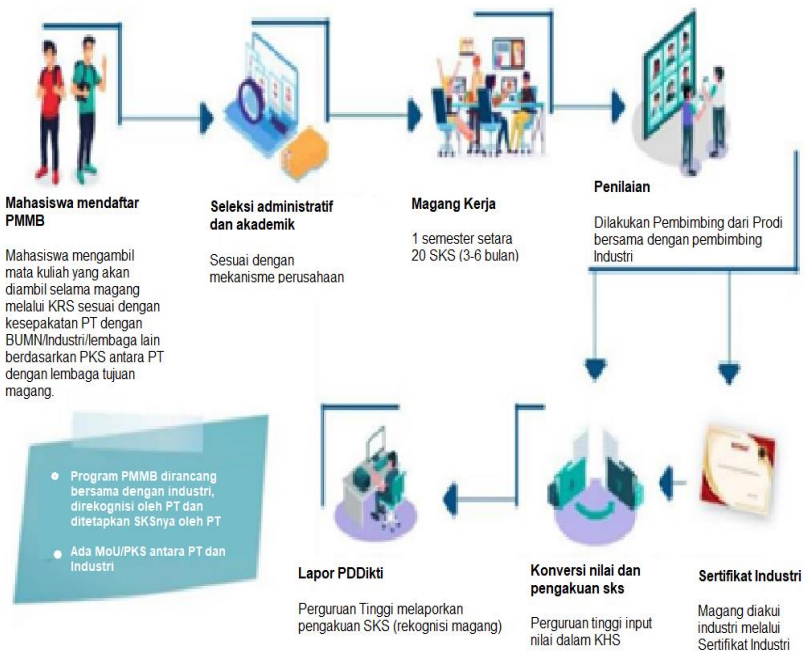 Mahasiswa mendaftar
PMMB
Mahasiswa mengambil
mata kuliah yang akan
diambil selama magang
melalui KRS sesuai dengan
kesepakatan PT dengan
BUMN/Industri/lembaga lain
berdasarkan PKS antara PT
dengan lembaga tujuan
magang.
Seleksi administratif
dan akademik
Sesuai dengan
mekanisme perusahaan
Magang Kerja
1 semester setara
20 SKS (3-6 bulan)
Penilaian
Dilakukan Pembimbing dari Prodi
bersama dengan pembimbing
Industri
Program PMMB dirancang
bersama dengan industri,
direkognisi oleh PT dan
ditetapkan SKSnya oleh PT
Ada MoU/PKS antara PT dan
Industri
Lapor PDDikti
Perguruan Tinggi melaporkan
pengakuan SKS (rekognisi magang)
Konversi nilai dan
pengakuan sks
Perguruan tinggi input
nilai dalam KHS
Sertifikat Industri
Magang diakui
industri melalui
Sertifikat Industri